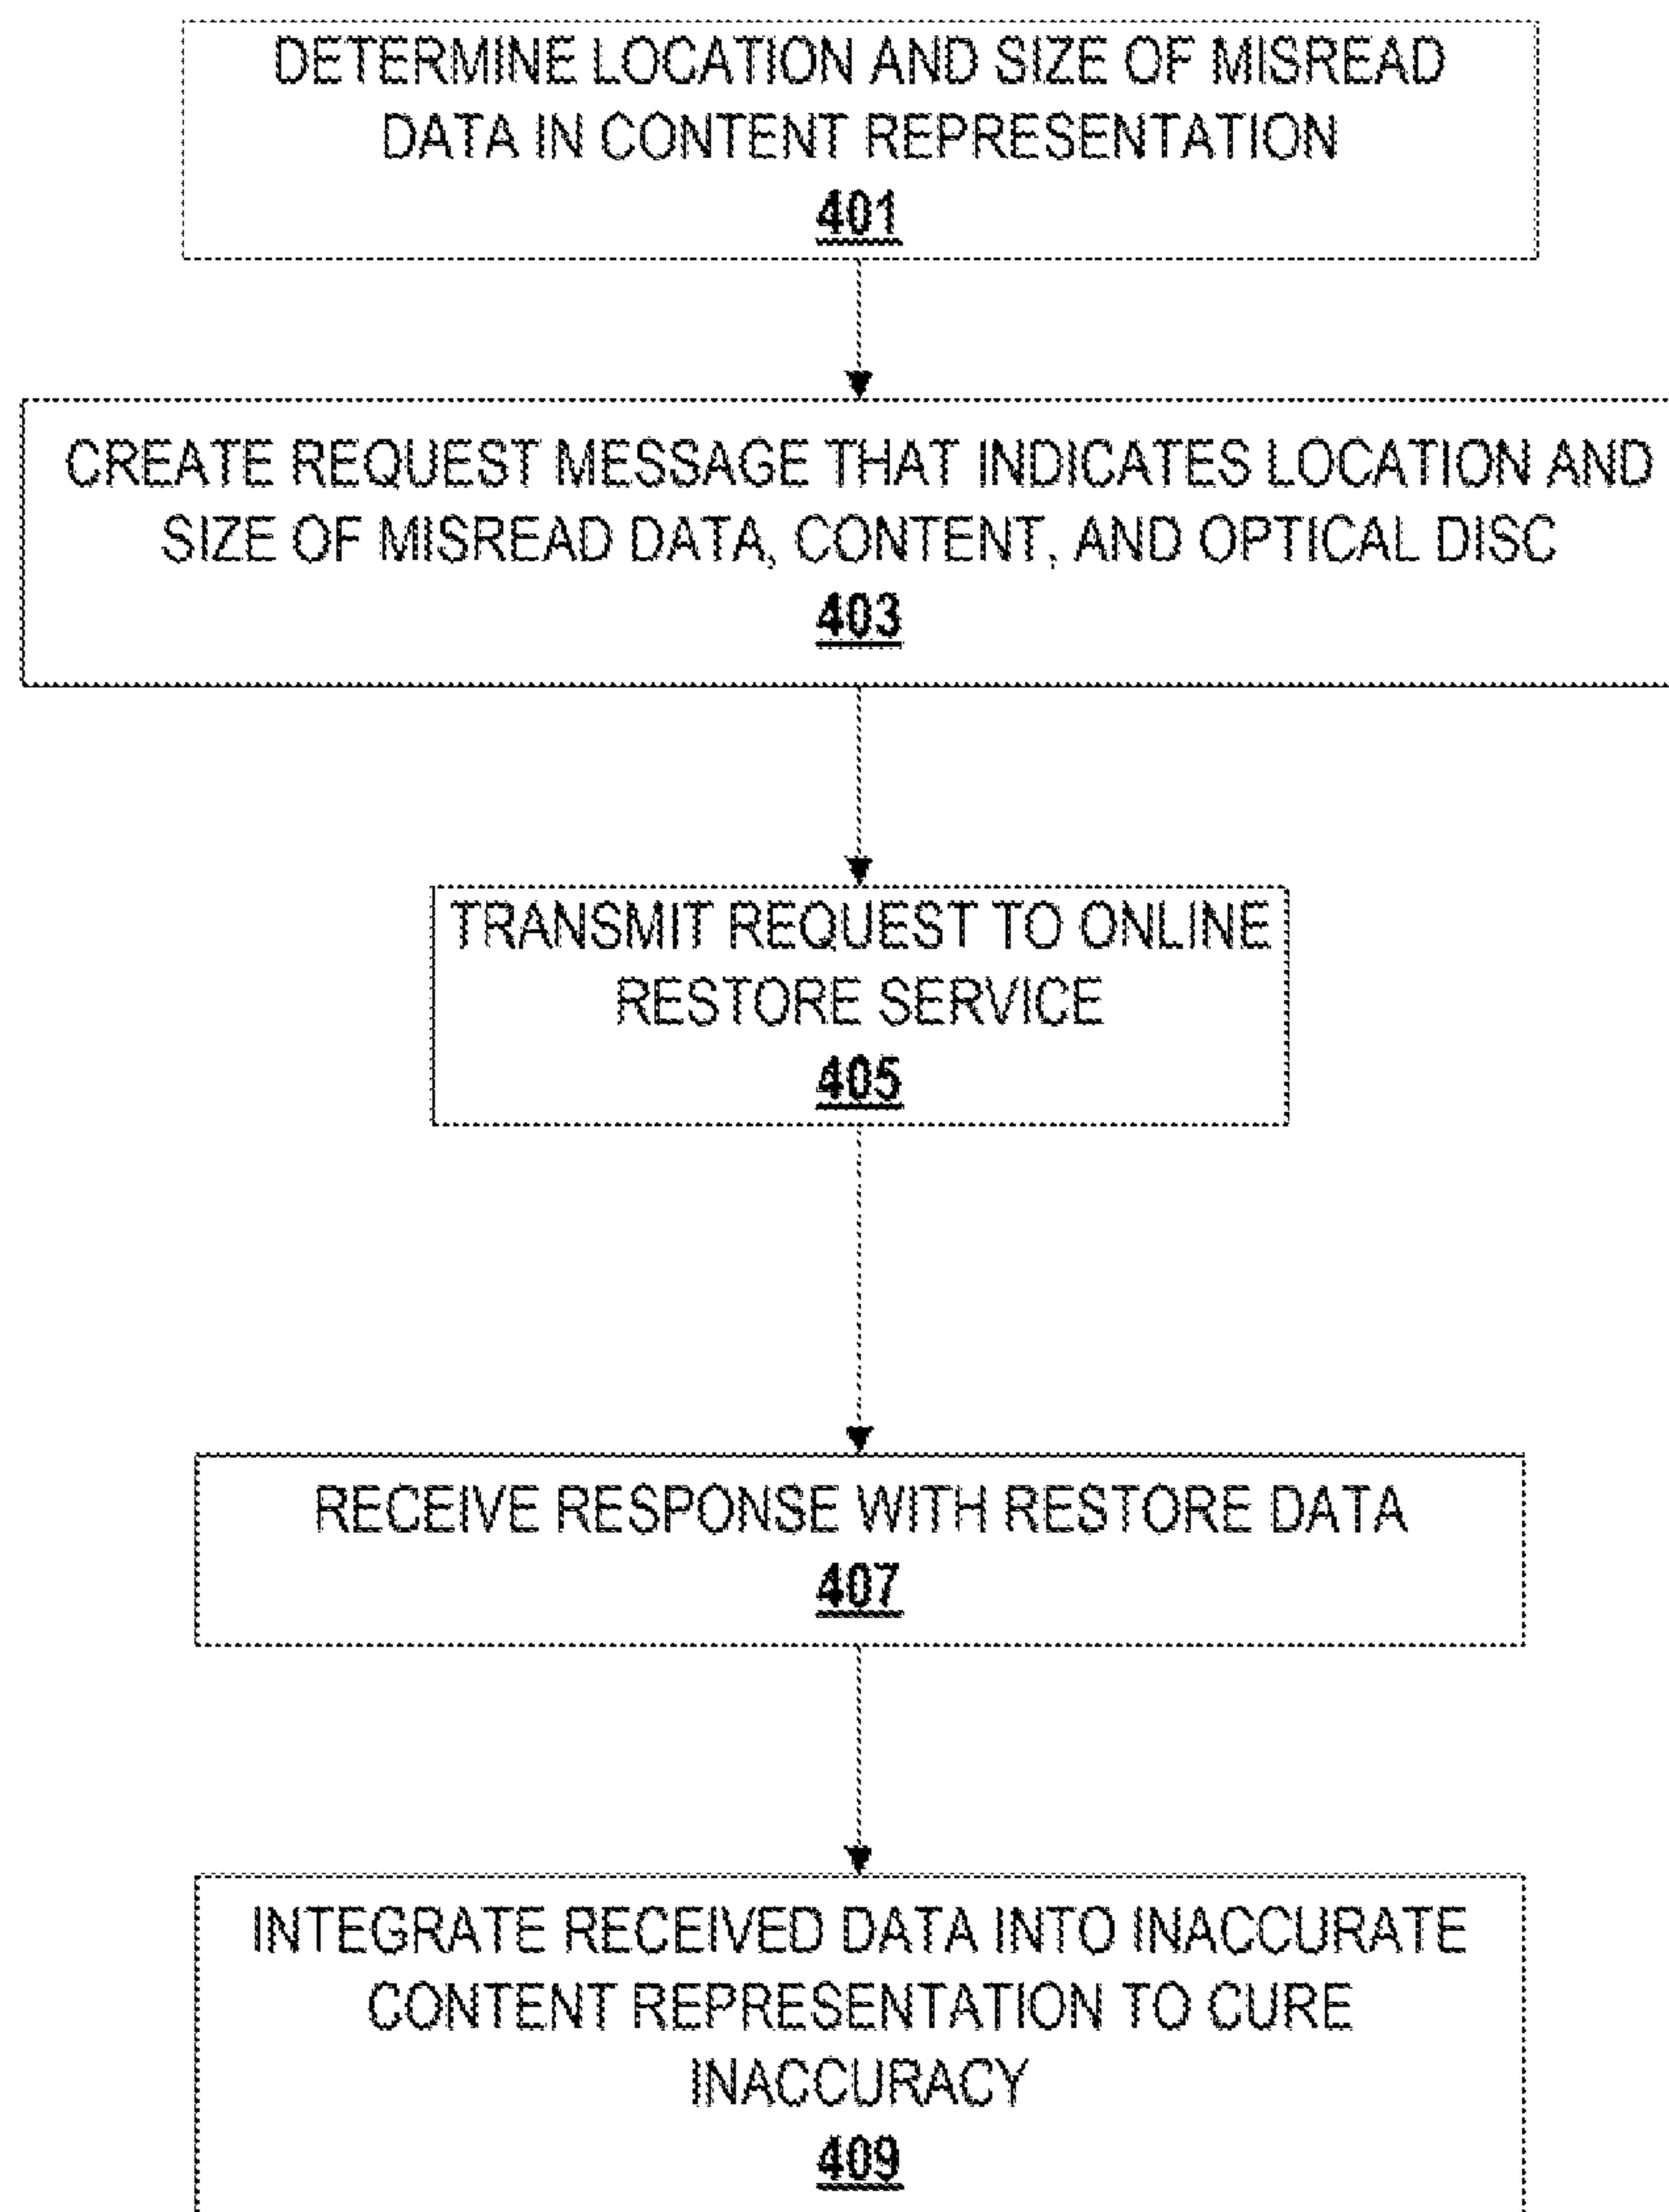 DETERMINE LOCATION AND SIZE OF MISREAD
DATA IN CONTENT REPRESENTATION
401
CREATE REQUEST MESSAGE THAT INDICATES LOCATION AND
SIZE OF MISREAD DATA, CONTENT, AND OPTICAL DISC
403
TRANSMIT REQUEST TO ONLINE
RESTORE SERVICE
405
RECEIVE RESPONSE WITH RESTORE DATA
407
INTEGRATE RECEIVED DATA INTO INACCURATE
CONTENT REPRESENTATION TO CURE
INACCURACY
409